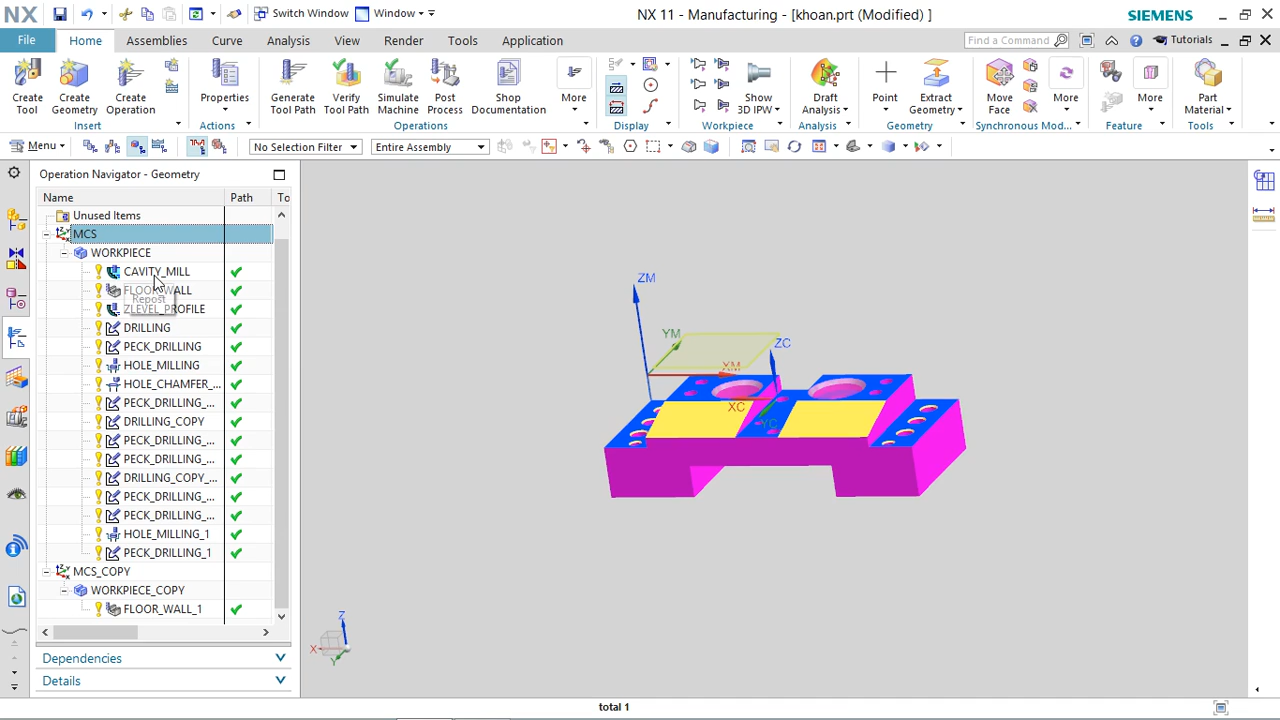 NX
Switch Window
Window
NX 11 - Manufacturing - [khoan.prt (Modified) ]
SIEMENS
File
Home
Assemblies
Curve
Analysis
View
Render
Tools
Application
Find a Command
Tutorials
Create Tool
Create Geometry
Create Operation
Properties
Generate Tool Path
Verify Tool Path
Simulate Machine
Post Process
Shop Documentation
More
Show 3D IPW
Draft Analysis
Point
Extract Geometry
Move Face
More
More
Part Material
Insert
Actions
Operations
Display
Workpiece
Analysis
Geometry
Synchronous Mod...
Feature
Tools
Menu
No Selection Filter
Entire Assembly
Operation Navigator - Geometry
Name
Path
To
Unused Items
MCS
WORKPIECE
CAVITY_MILL
FLOOR_WALL
Repost
ZLEVEL_PROFILE
DRILLING
PECK_DRILLING
HOLE_MILLING
HOLE_CHAMFER_...
PECK_DRILLING_...
DRILLING_COPY
PECK_DRILLING_...
PECK_DRILLING_...
DRILLING_COPY_...
PECK_DRILLING_...
PECK_DRILLING_...
HOLE_MILLING_1
PECK_DRILLING_1
MCS_COPY
WORKPIECE_COPY
FLOOR_WALL_1
Dependencies
Details
ZM
YM
XM
ZC
XC
YC
Z
X
Y
total 1